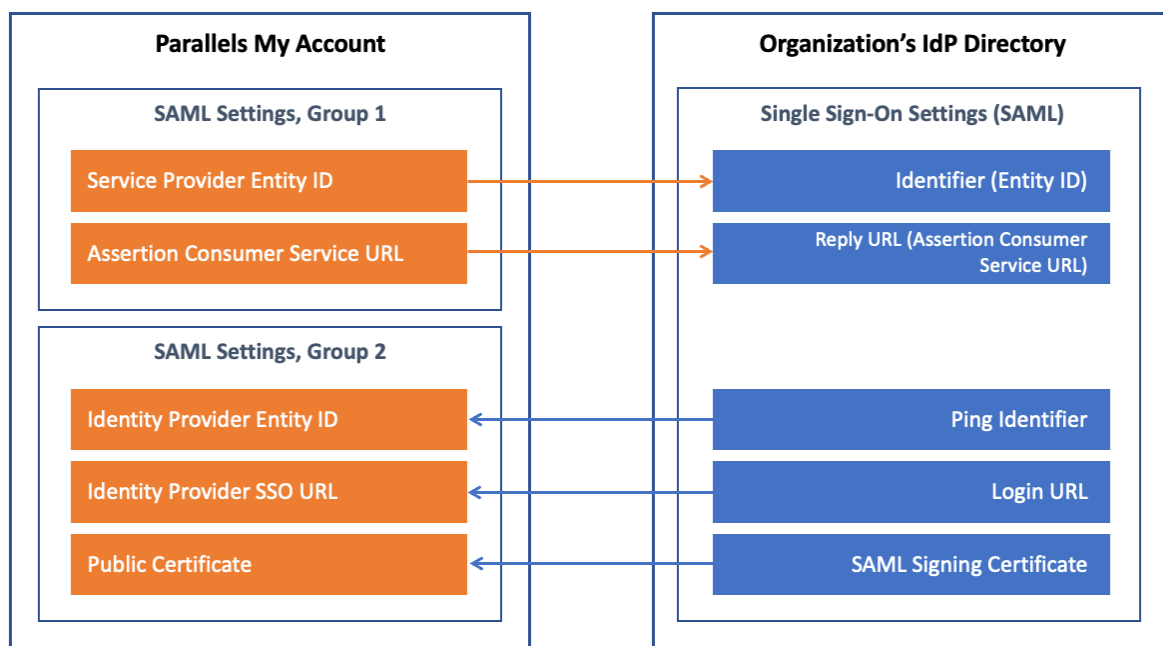 Parallels My Account
SAML Settings, Group 1
Service Provider Entity ID
Assertion Consumer Service URL
SAML Settings, Group 2
Identity Provider Entity ID
Identity Provider SSO URL
Public Certificate
Organization's IdP Directory
Single Sign-On Settings (SAML)
Identifier (Entity ID)
Reply URL (Assertion Consumer
Service URL)
Ping Identifier
Login URL
SAML Signing Certificate